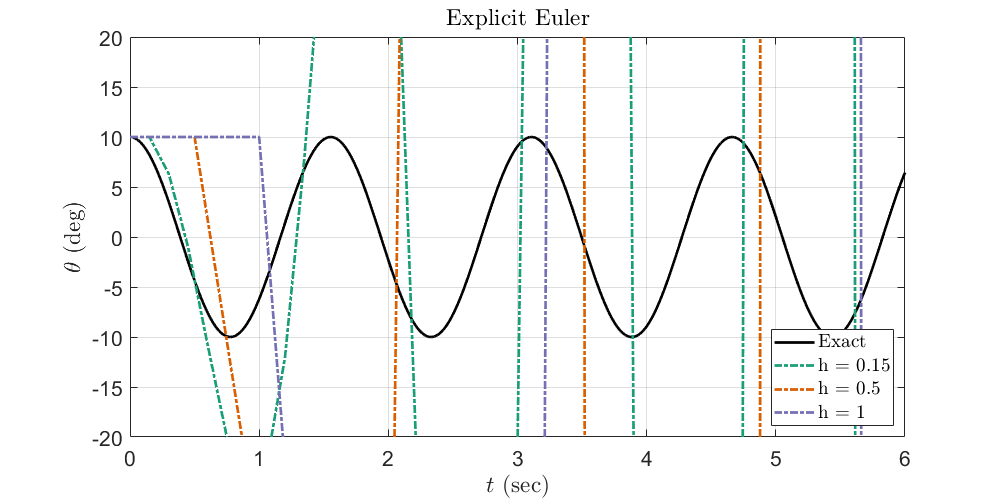 Explicit Euler
20
15
10
5
0
-5
-10
-15
-20
θ (deg)
0 1 2 3 4 5 6
t (sec)
Exact
h = 0.15
h = 0.5
h = 1